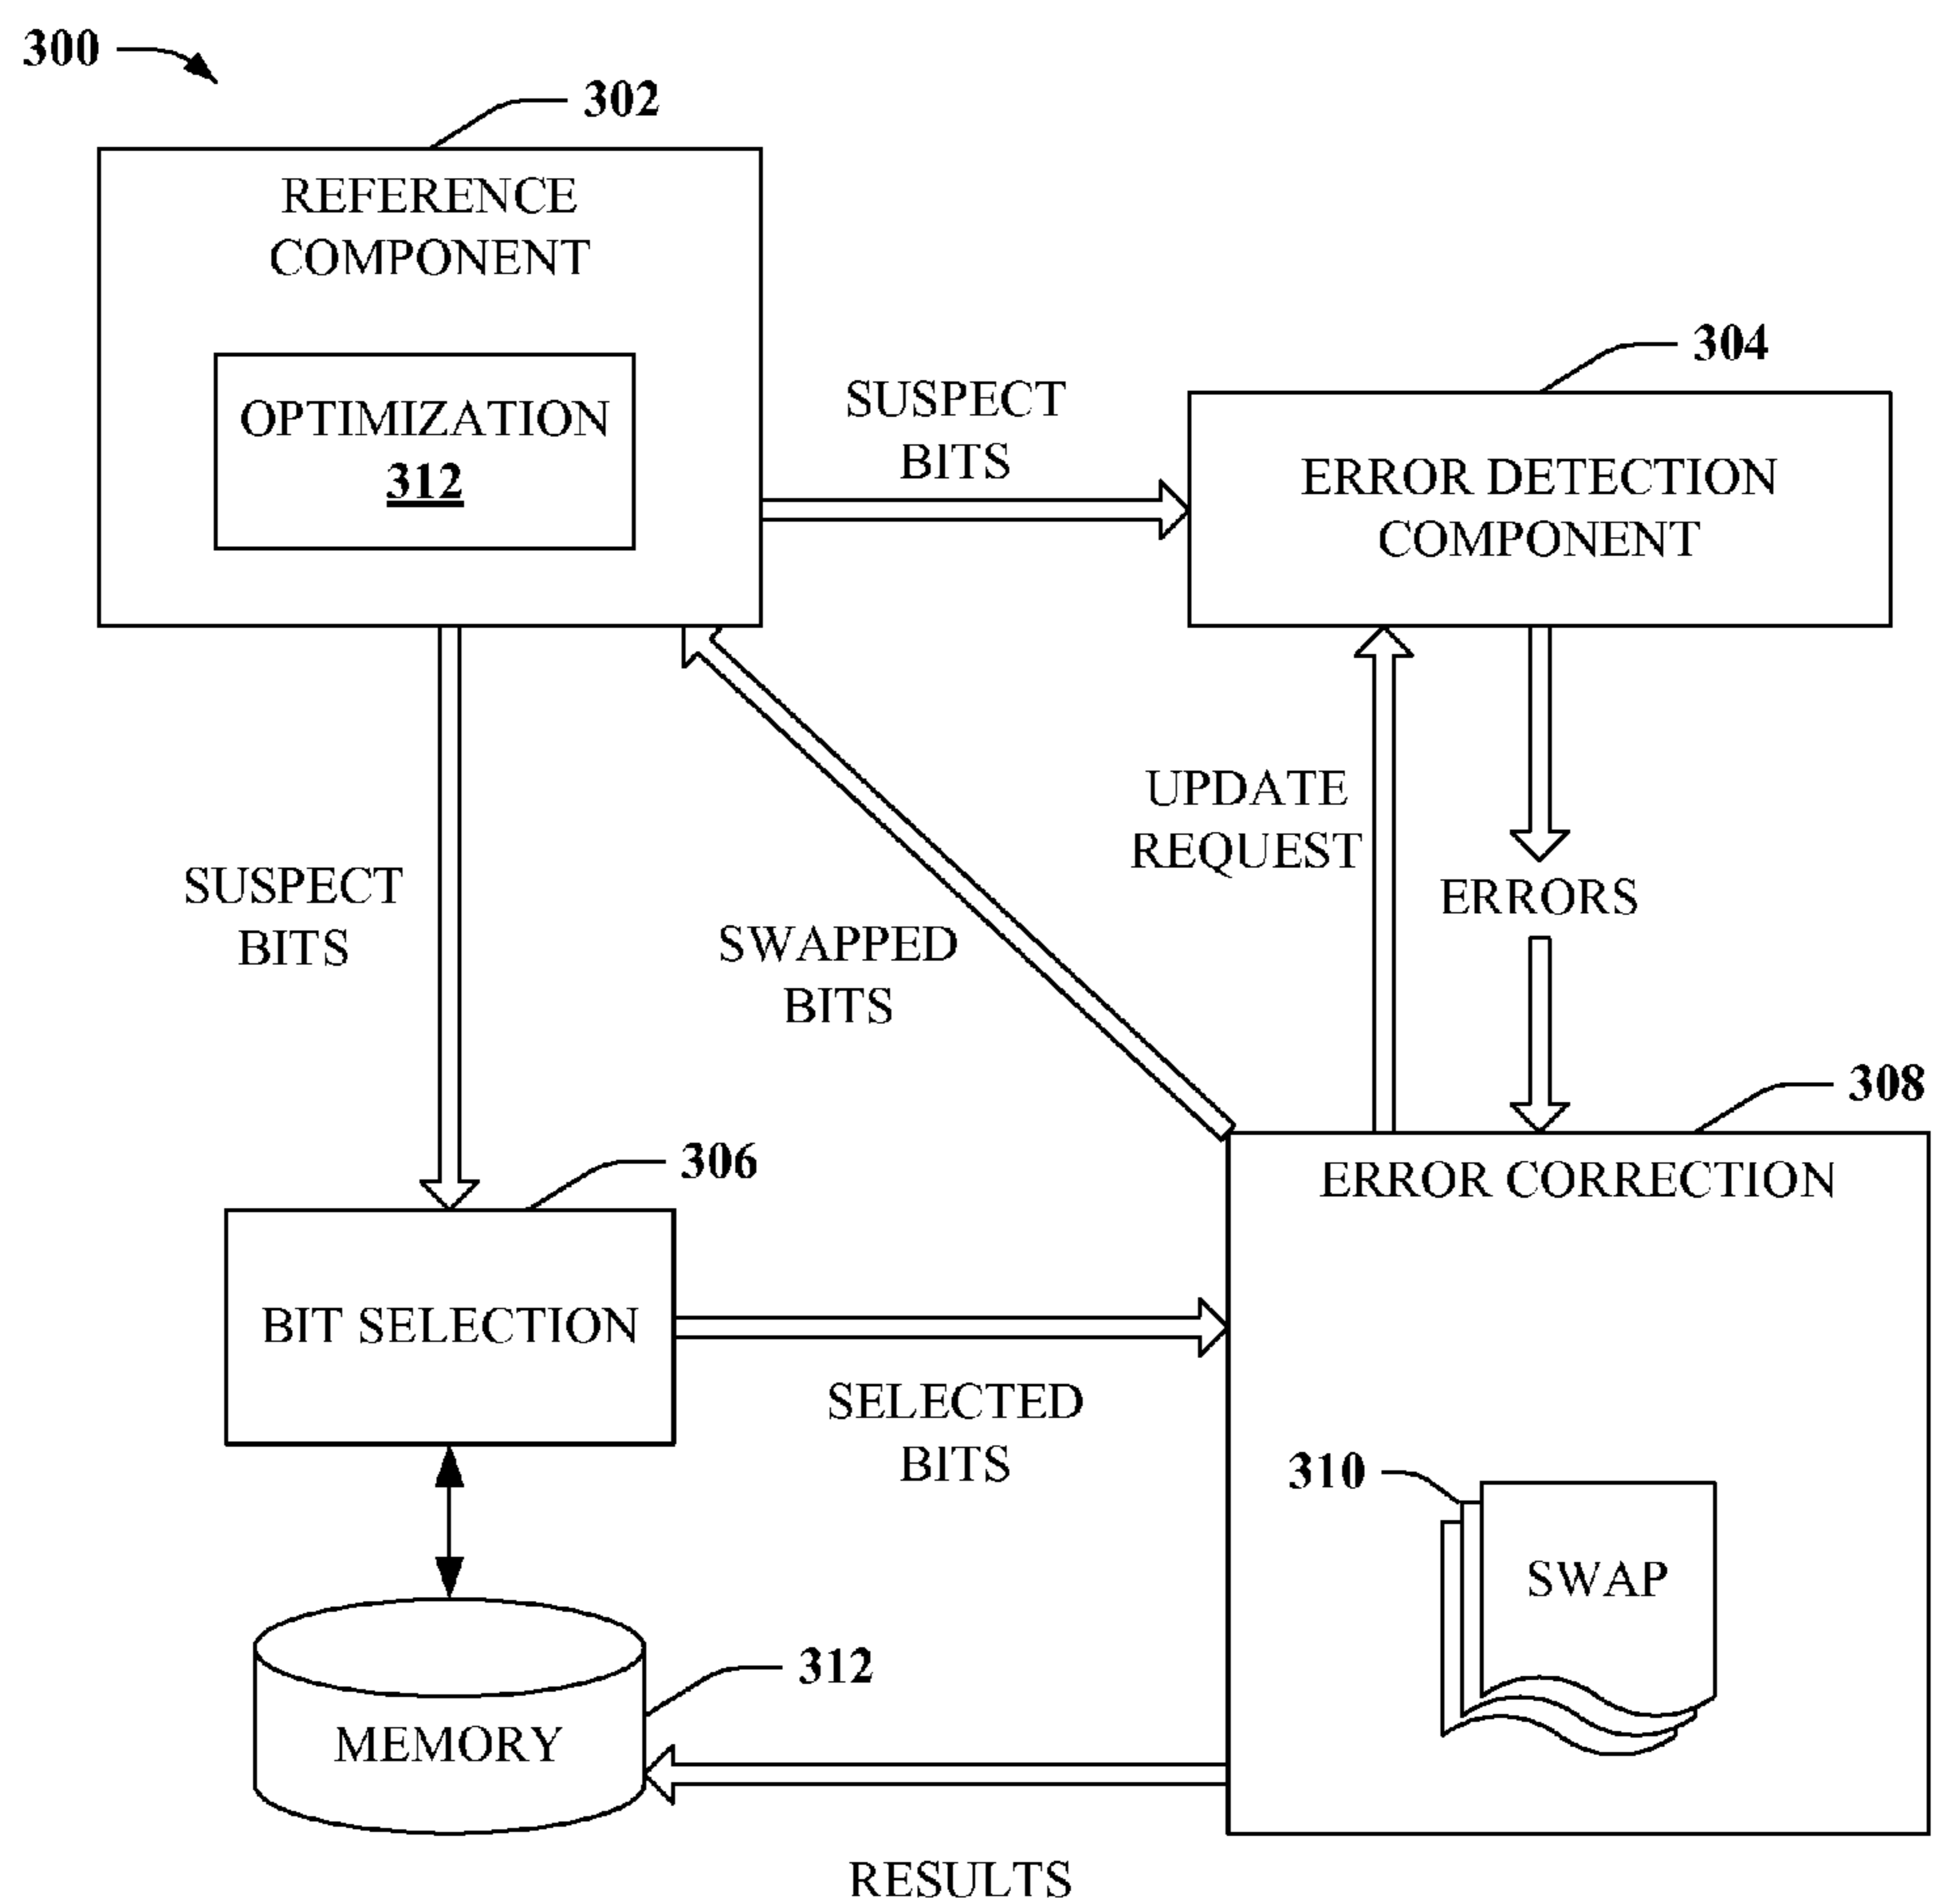 300
302
REFERENCE
COMPONENT
OPTIMIZATION
312
SUSPECT
BITS
304
ERROR DETECTION
COMPONENT
UPDATE
REQUEST
ERRORS
SUSPECT
BITS
SWAPPED
BITS
308
ERROR CORRECTION
306
BIT SELECTION
SELECTED
BITS
310
SWAP
312
MEMORY
RESULTS